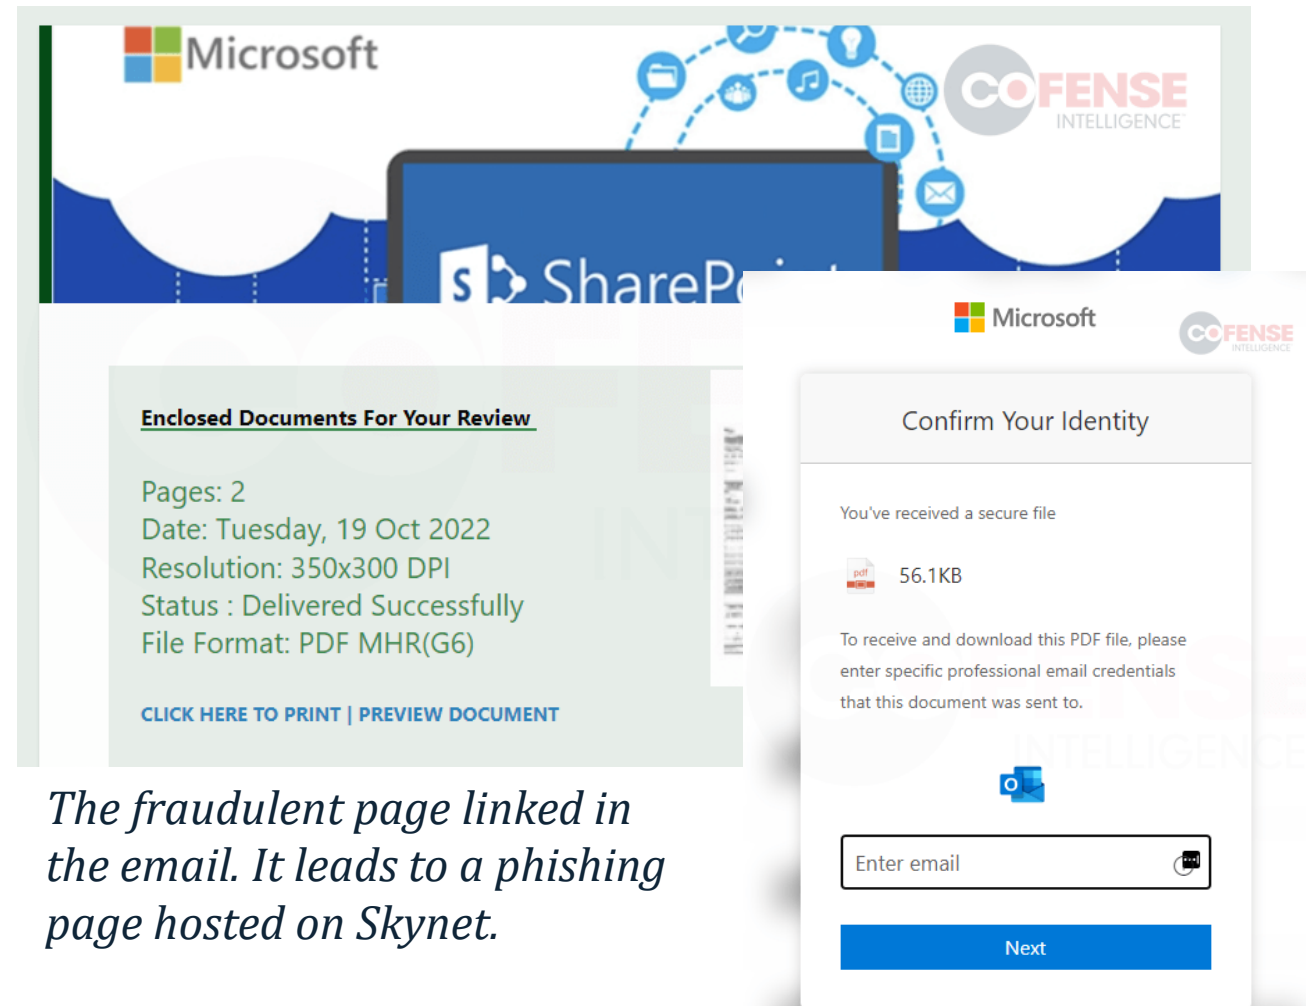 Microsoft
COFENSE
INTELLIGENCE
S SharePoint
Enclosed Documents For Your Review
Pages: 2
Date: Tuesday, 19 Oct 2022
Resolution: 350x300 DPI
Status : Delivered Successfully
File Format: PDF MHR(G6)
CLICK HERE TO PRINT | PREVIEW DOCUMENT
The fraudulent page linked in
the email. It leads to a phishing
page hosted on Skynet.
Microsoft
COFENSE
INTELLIGENCE
Confirm Your Identity
You've received a secure file
pdf
56.1KB
To receive and download this PDF file, please
enter specific professional email credentials
that this document was sent to.
O
Enter email
Next